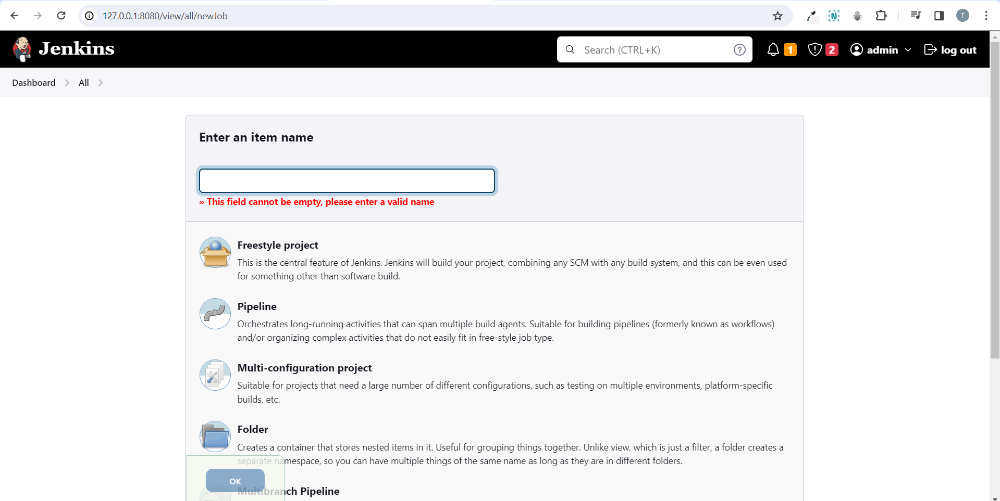 127.0.0.1:8080/view/all/newJob
T
Jenkins
Search (CTRL+K)
?
1
2
admin
log out
Dashboard
All
Enter an item name
» This field cannot be empty, please enter a valid name
Freestyle project
This is the central feature of Jenkins. Jenkins will build your project, combining any SCM with any build system, and this can be even used
for something other than software build.
Pipeline
Orchestrates long-running activities that can span multiple build agents. Suitable for building pipelines (formerly known as workflows)
and/or organizing complex activities that do not easily fit in free-style job type.
Multi-configuration project
Suitable for projects that need a large number of different configurations, such as testing on multiple environments, platform-specific
builds, etc.
Folder
Creates a container that stores nested items in it. Useful for grouping things together. Unlike view, which is just a filter, a folder creates a
separate namespace, so you can have multiple things of the same name as long as they are in different folders.
OK
Multibranch Pipeline